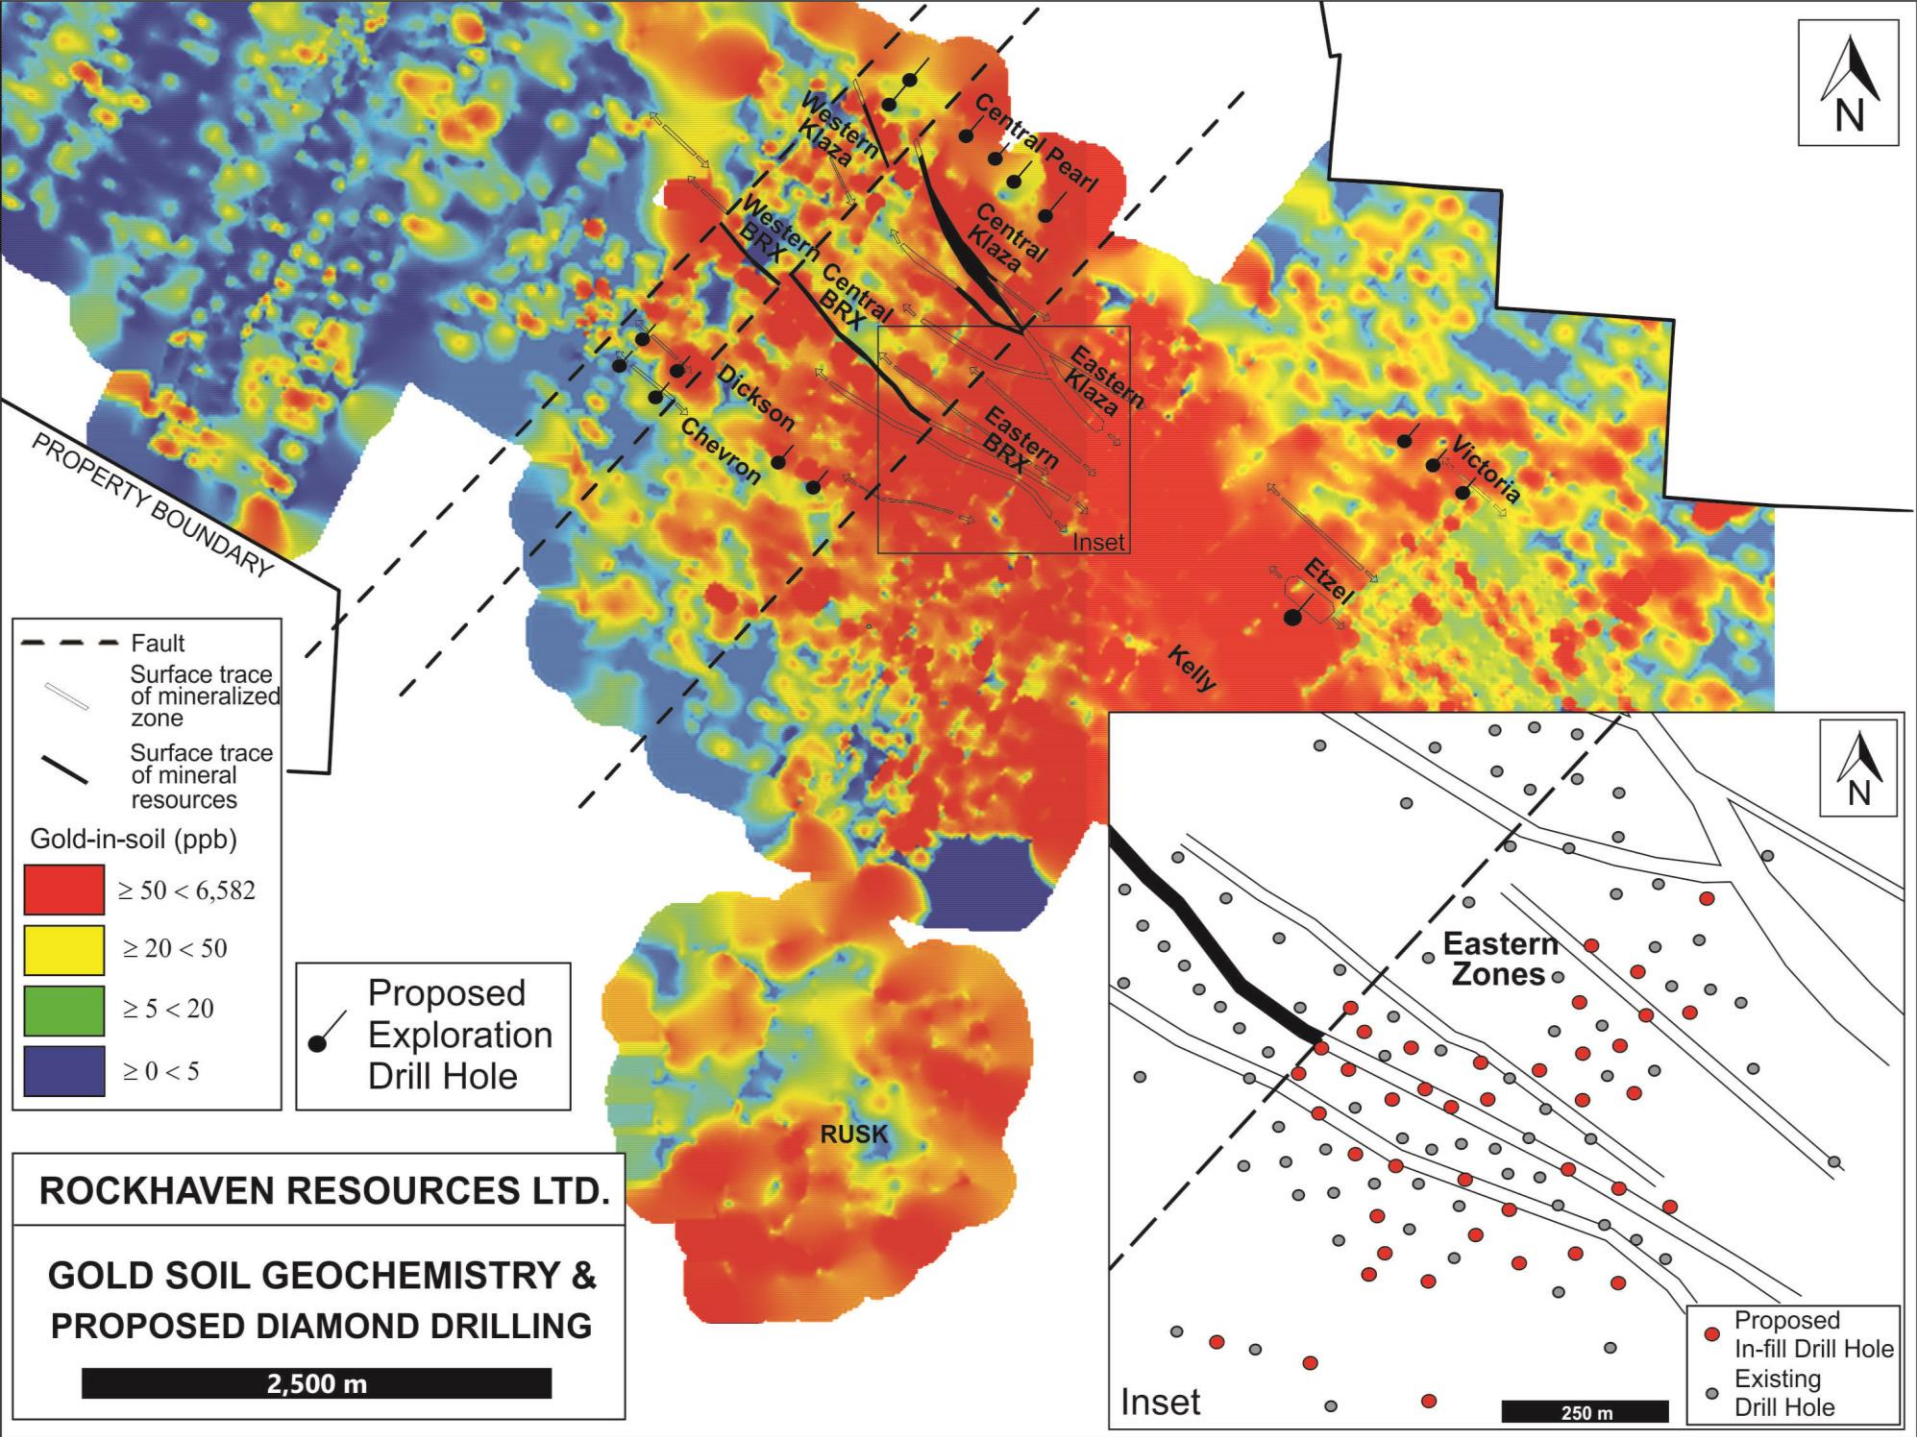 N
Western
Klaza
Central Pearl
Central
Klaza
Western
BRX
Central
BRX
Eastern
Klaza
Dickson
Chevron
Eastern
BRX
Inset
Victoria
Etzel
Kelly
PROPERTY BOUNDARY
Fault
Surface trace
of mineralized
zone
Surface trace
of mineral
resources
Gold-in-soil (ppb)
≥ 50 < 6,582
≥ 20 < 50
≥ 5 < 20
≥ 0 < 5
Proposed
Exploration
Drill Hole
RUSK
ROCKHAVEN RESOURCES LTD.
GOLD SOIL GEOCHEMISTRY &
PROPOSED DIAMOND DRILLING
2,500 m
N
Eastern
Zones
Inset
250 m
Proposed
In-fill Drill Hole
Existing
Drill Hole